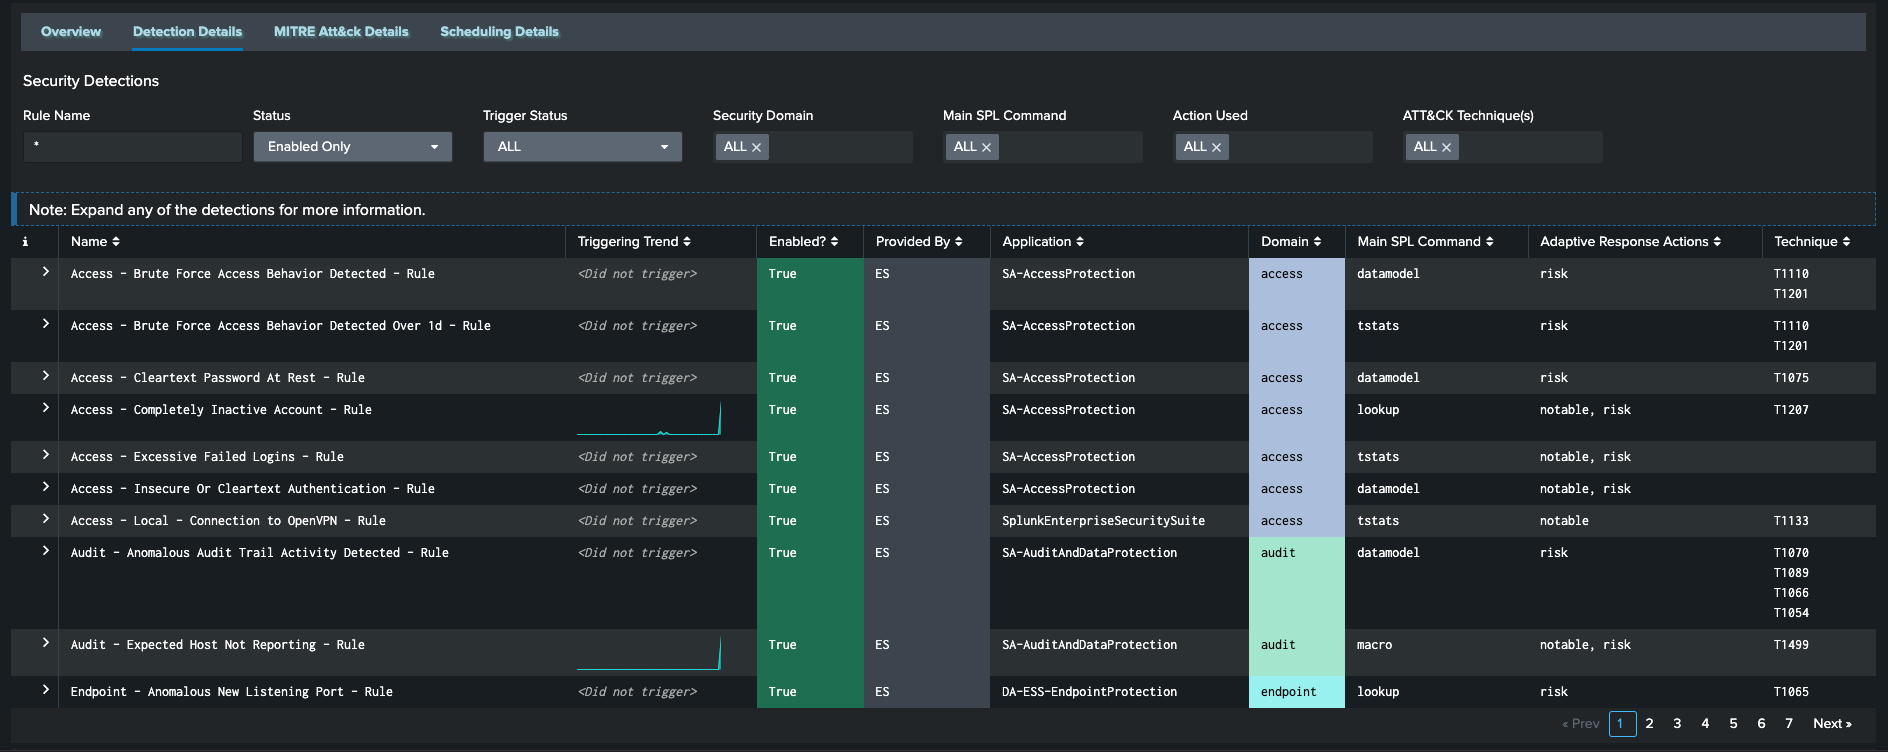 Overview Detection Details MITRE Att&ck Details Scheduling Details
Security Detections
Rule Name Status Trigger Status Security Domain Main SPL Command Action Used ATT&CK Technique(s)
* Enabled Only ALL ALL × ALL × ALL × ALL ×
Note: Expand any of the detections for more information.
i Name Triggering Trend Enabled? Provided By Application Domain Main SPL Command Adaptive Response Actions Technique
Access - Brute Force Access Behavior Detected - Rule <Did not trigger> True ES SA-AccessProtection access datamodel risk T1110
T1201
Access - Brute Force Access Behavior Detected Over 1d - Rule <Did not trigger> True ES SA-AccessProtection access tstats risk T1110
T1201
Access - Cleartext Password At Rest - Rule <Did not trigger> True ES SA-AccessProtection access datamodel risk T1075
Access - Completely Inactive Account - Rule True ES SA-AccessProtection access lookup notable, risk T1207
Access - Excessive Failed Logins - Rule <Did not trigger> True ES SA-AccessProtection access tstats notable, risk
Access - Insecure Or Cleartext Authentication - Rule <Did not trigger> True ES SA-AccessProtection access datamodel notable, risk
Access - Local - Connection to OpenVPN - Rule <Did not trigger> True ES SplunkEnterpriseSecuritySuite access tstats notable T1133
Audit - Anomalous Audit Trail Activity Detected - Rule <Did not trigger> True ES SA-AuditAndDataProtection audit datamodel risk T1070
T1089
T1066
T1054
Audit - Expected Host Not Reporting - Rule True ES SA-AuditAndDataProtection audit macro notable, risk T1499
Endpoint - Anomalous New Listening Port - Rule <Did not trigger> True ES DA-ESS-EndpointProtection endpoint lookup risk T1065
« Prev 1 2 3 4 5 6 7 Next »